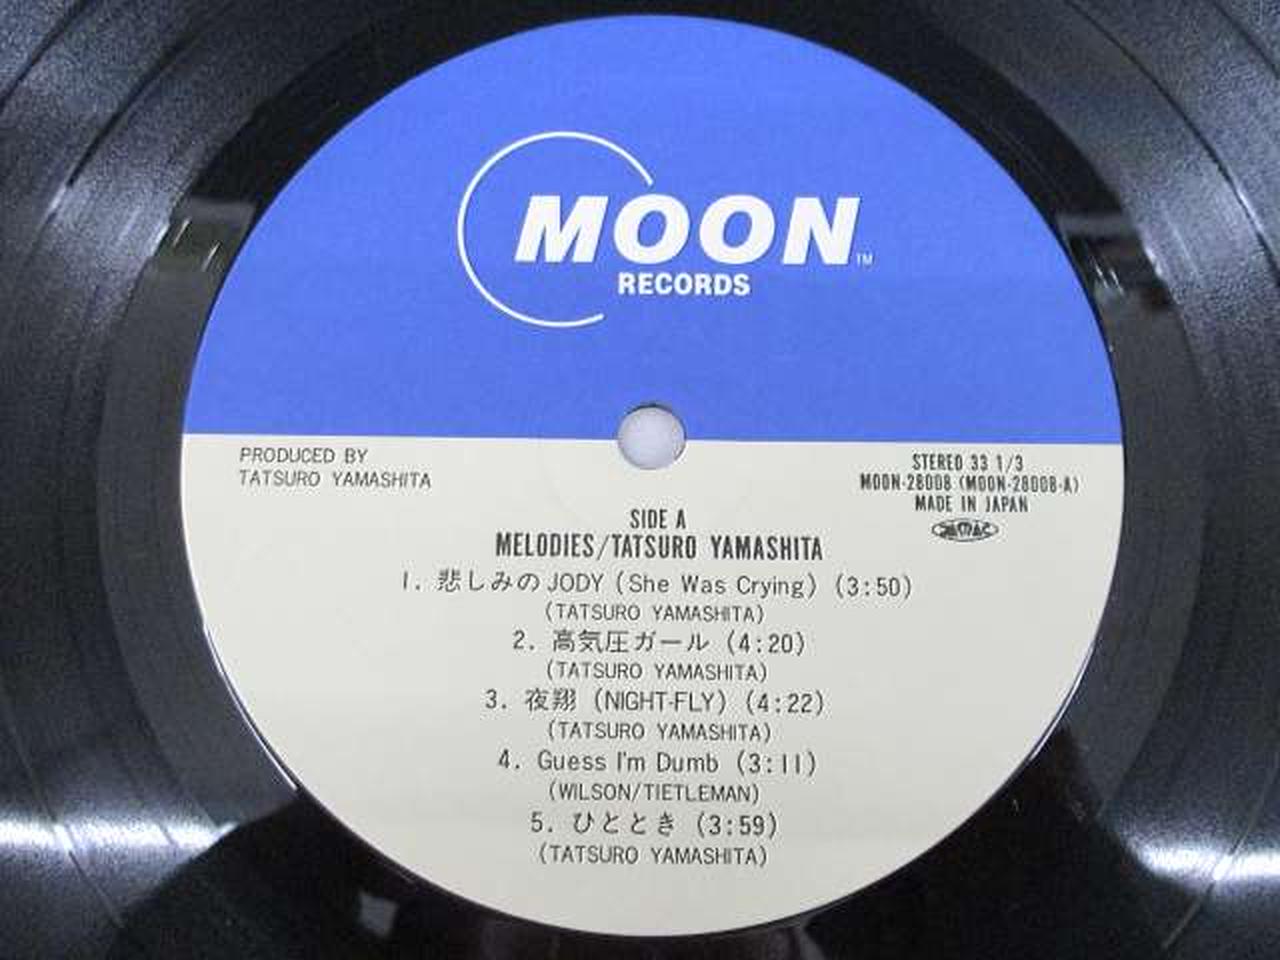 MOON™
RECORDS
PRODUCED BY
TATSURO YAMASHITA
STEREO 33 1/3
MOON-28008 (MOON-28008-A)
MADE IN JAPAN
SIDE A
MELODIES/TATSURO YAMASHITA
1. 悲しみのJODY (She Was Crying) (3:50)
(TATSURO YAMASHITA)
2. 高気圧ガール (4:20)
(TATSURO YAMASHITA)
3. 夜翔 (NIGHT-FLY) (4:22)
(TATSURO YAMASHITA)
4. Guess I'm Dumb (3:11)
(WILSON/TIETLEMAN)
5. ひととき (3:59)
(TATSURO YAMASHITA)